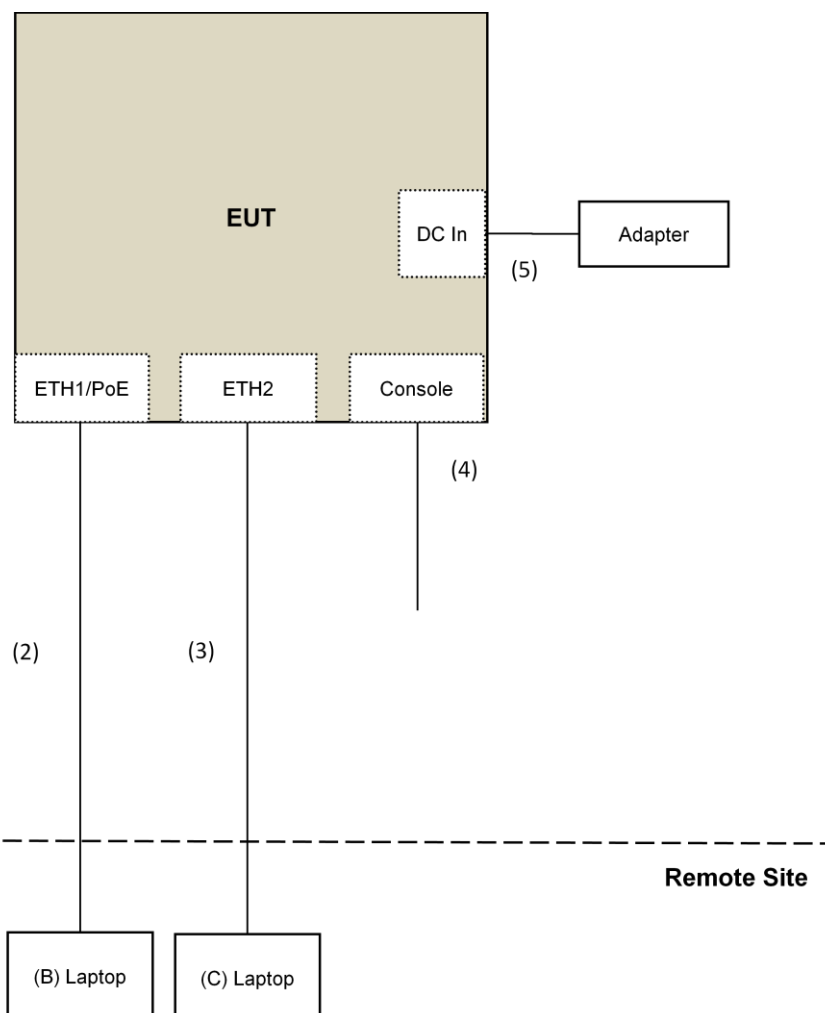 EUT
DC In
Adapter
(5)
ETH1/PoE
ETH2
Console
(4)
(2)
(3)
Remote Site
(B) Laptop
(C) Laptop